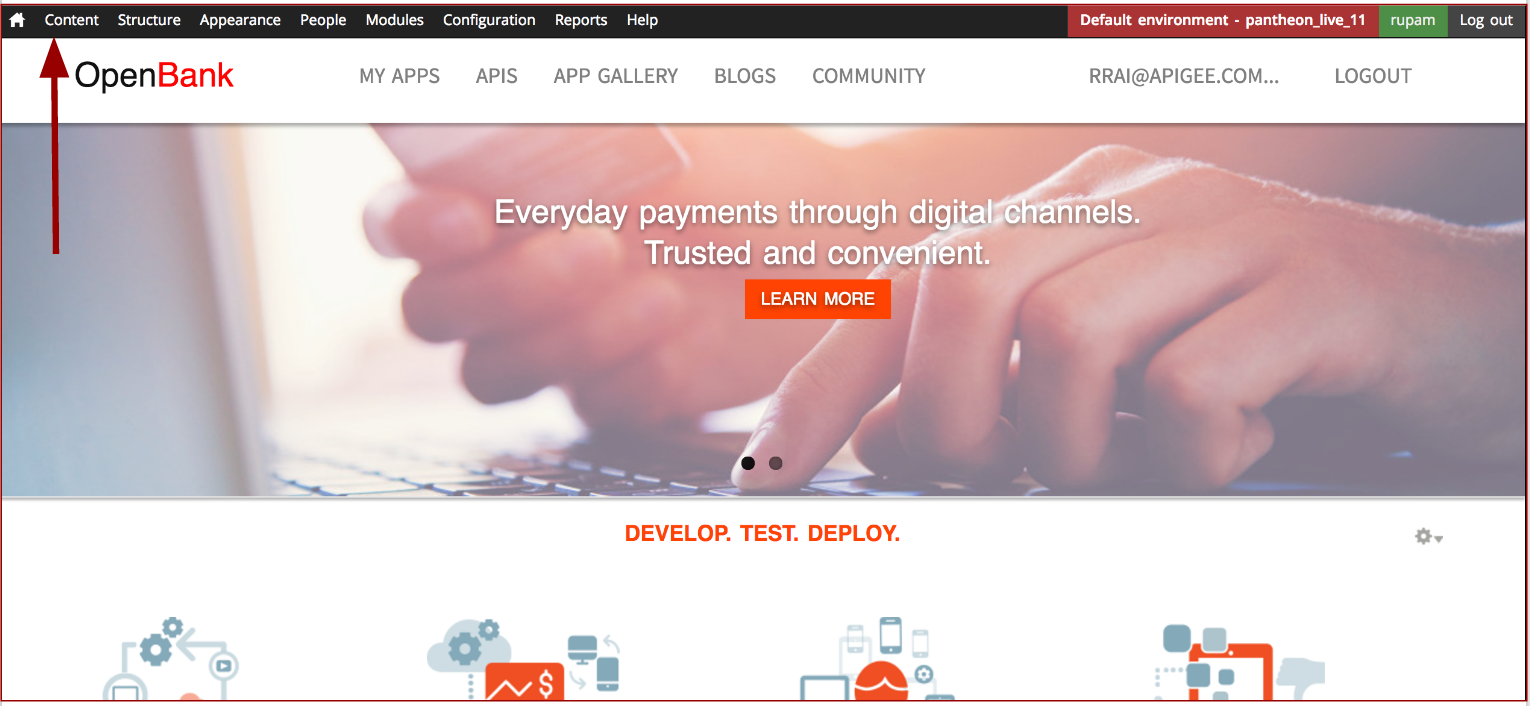 Content Structure Appearance People Modules Configuration Reports Help Default environment - pantheon_live_11 rupam Log out
OpenBank MY APPS APIS APP GALLERY BLOGS COMMUNITY RRAI@APIGEE.COM... LOGOUT
Everyday payments through digital channels.
Trusted and convenient.
LEARN MORE
DEVELOP. TEST. DEPLOY.
$